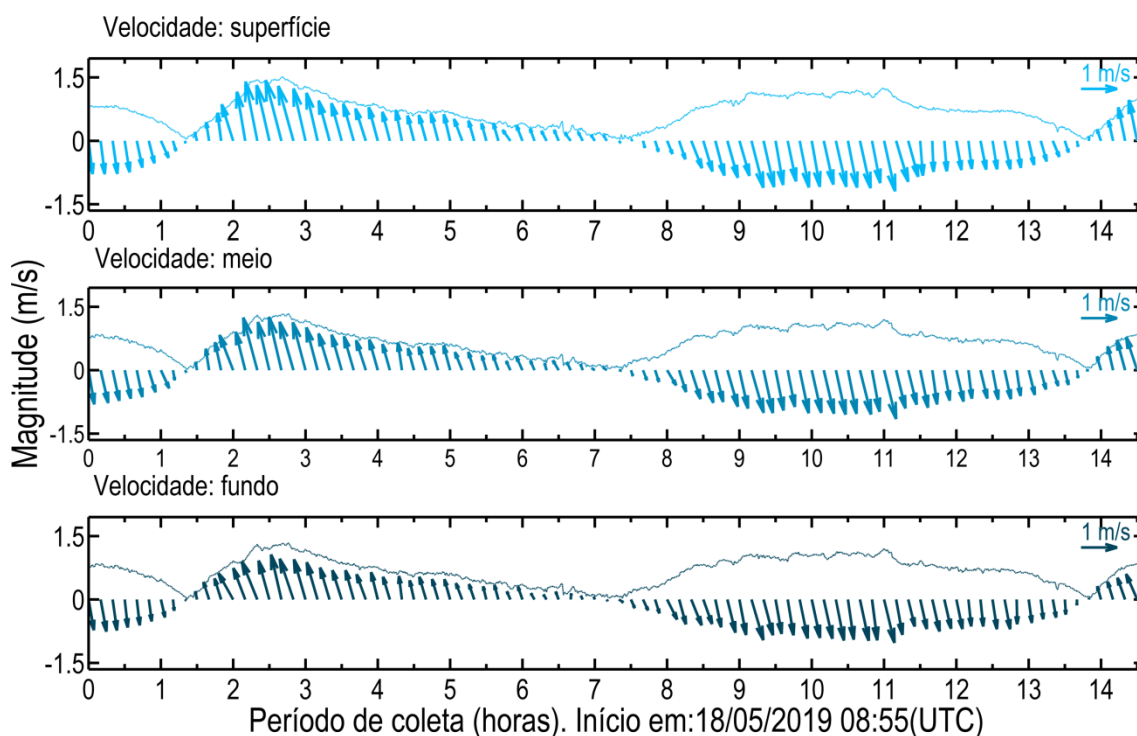 Velocidade: superfície
1.5
0
-1.5
1 m/s
0 1 2 3 4 5 6 7 8 9 10 11 12 13 14
Velocidade: meio
1.5
0
-1.5
1 m/s
0 1 2 3 4 5 6 7 8 9 10 11 12 13 14
Velocidade: fundo
1.5
0
-1.5
1 m/s
0 1 2 3 4 5 6 7 8 9 10 11 12 13 14
Magnitude (m/s)
Período de coleta (horas). Início em:18/05/2019 08:55(UTC)